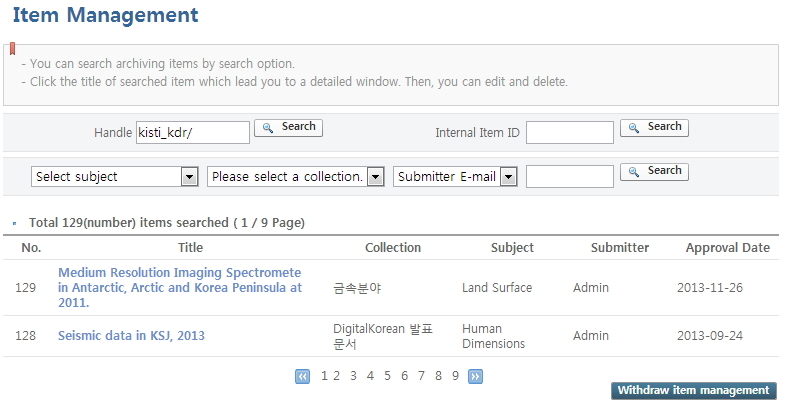 Item Management
- You can search archiving items by search option.
- Click the title of searched item which lead you to a detailed window. Then, you can edit and delete.
Handle kisti_kdr/ Search Internal Item ID Search
Select subject Please select a collection. Submitter E-mail Search
Total 129(number) items searched ( 1 / 9 Page)
No. Title Collection Subject Submitter Approval Date
129 Medium Resolution Imaging Spectromete in Antarctic, Arctic and Korea Peninsula at 2011. 금속분야 Land Surface Admin 2013-11-26
128 Seismic data in KSJ, 2013 DigitalKorean 발표 문서 Human Dimensions Admin 2013-09-24
1 2 3 4 5 6 7 8 9
Withdraw item management